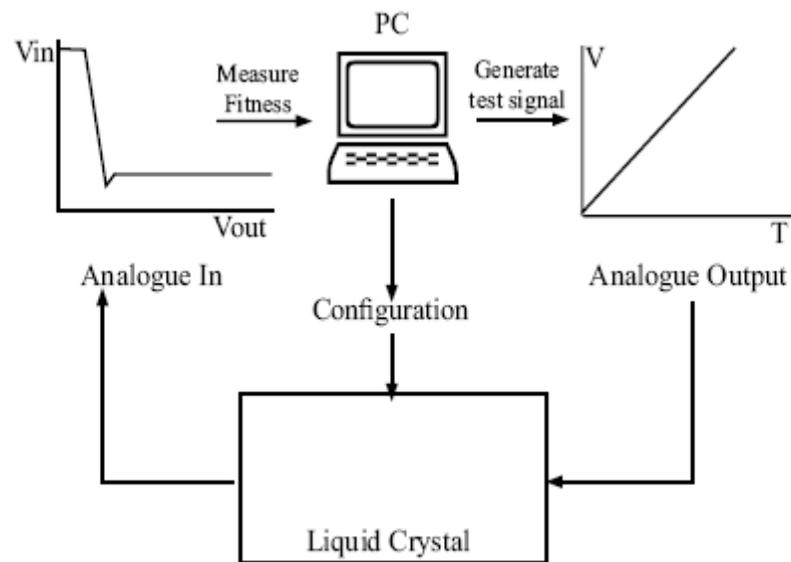 PC
Vin
Measure
Fitness
Generate
test signal
V
Vout
T
Analogue In
Analogue Output
Configuration
Liquid Crystal